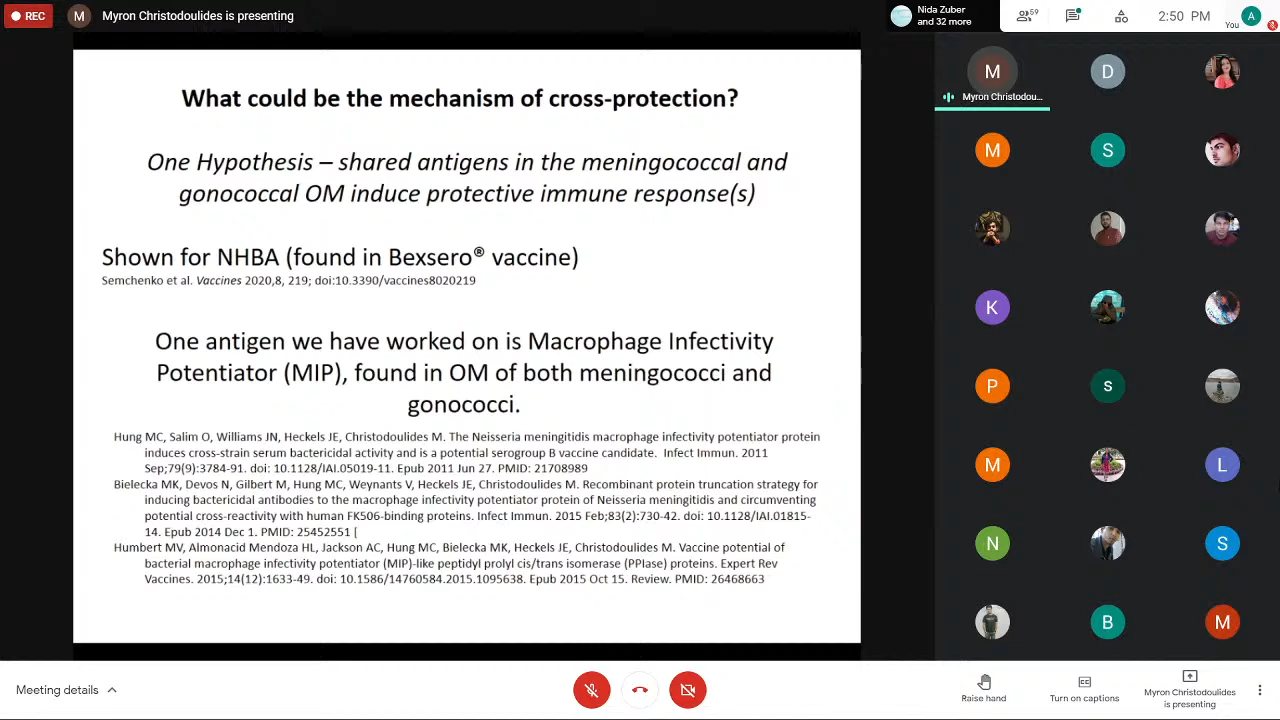 REC
M
Myron Christodoulides is presenting
Nida Zuber
and 32 more
59
2:50 PM
A
You
What could be the mechanism of cross-protection?
One Hypothesis – shared antigens in the meningococcal and
gonococcal OM induce protective immune response(s)
Shown for NHBA (found in Bexsero® vaccine)
Semchenko et al. Vaccines 2020,8, 219; doi:10.3390/vaccines8020219
One antigen we have worked on is Macrophage Infectivity
Potentiator (MIP), found in OM of both meningococci and
gonococci.
Hung MC, Salim O, Williams JN, Heckels JE, Christodoulides M. The Neisseria meningitidis macrophage infectivity potentiator protein
induces cross-strain serum bactericidal activity and is a potential serogroup B vaccine candidate. Infect Immun. 2011
Sep;79(9):3784-91. doi: 10.1128/IAI.05019-11. Epub 2011 Jun 27. PMID: 21708989
Bielecka MK, Devos N, Gilbert M, Hung MC, Weynants V, Heckels JE, Christodoulides M. Recombinant protein truncation strategy for
inducing bactericidal antibodies to the macrophage infectivity potentiator protein of Neisseria meningitidis and circumventing
potential cross-reactivity with human FK506-binding proteins. Infect Immun. 2015 Feb;83(2):730-42. doi: 10.1128/IAI.01815-
14. Epub 2014 Dec 1. PMID: 25452551 [
Humbert MV, Almonacid Mendoza HL, Jackson AC, Hung MC, Bielecka MK, Heckels JE, Christodoulides M. Vaccine potential of
bacterial macrophage infectivity potentiator (MIP)-like peptidyl prolyl cis/trans isomerase (PPIase) proteins. Expert Rev
Vaccines. 2015;14(12):1633-49. doi: 10.1586/14760584.2015.1095638. Epub 2015 Oct 15. Review. PMID: 26468663
M
D
Myron Christodou...
M
S
K
P
s
M
L
N
S
B
M
Meeting details
Raise hand
CC
Turn on captions
Myron Christodoulides
is presenting